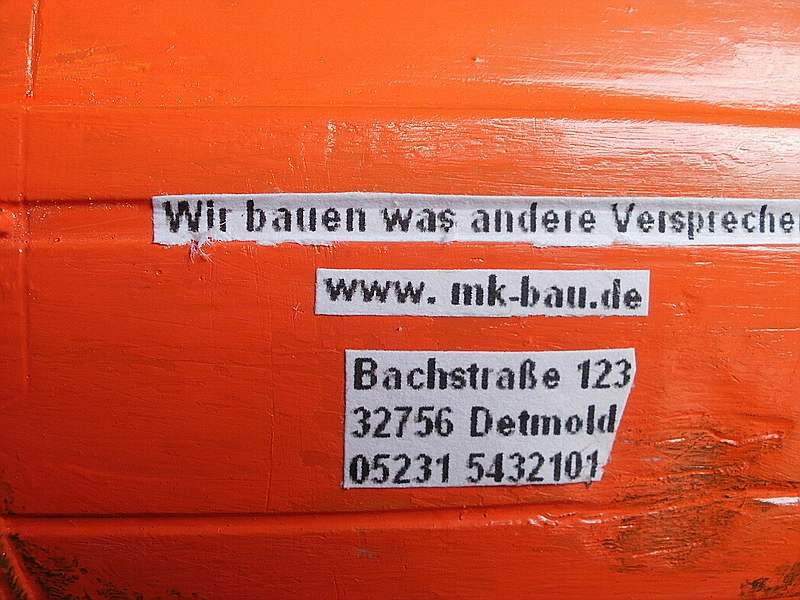 Wir bauen was andere Versprechen
www. mk-bau.de
Bachstraße 123
32756 Detmold
05231 5432101